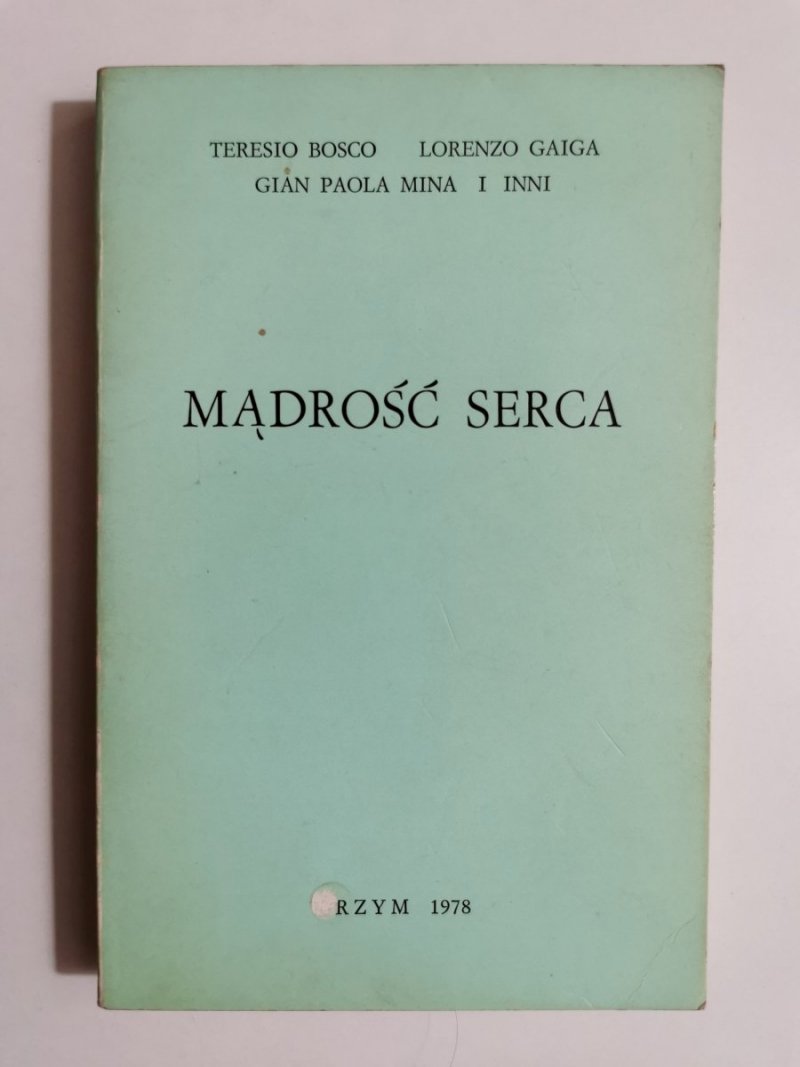 TERESIO BOSCO LORENZO GAIGA
GIAN PAOLA MINA I INNI
MĄDROŚĆ SERCA
RZYM 1978